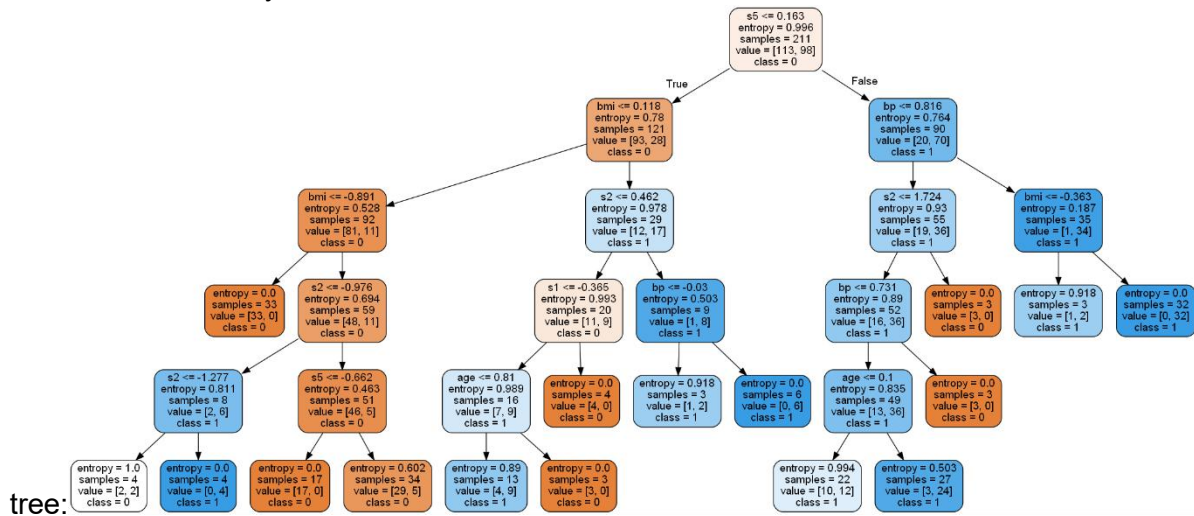 s5 <= 0.163
entropy = 0.996
samples = 211
value = [113, 98]
class = 0
True
False
bmi <= 0.118
entropy = 0.78
samples = 121
value = [93, 28]
class = 0
bp <= 0.816
entropy = 0.764
samples = 90
value = [20, 70]
class = 1
bmi <= -0.891
entropy = 0.528
samples = 92
value = [81, 11]
class = 0
s2 <= 0.462
entropy = 0.978
samples = 29
value = [12, 17]
class = 1
s2 <= 1.724
entropy = 0.93
samples = 55
value = [19, 36]
class = 1
bmi <= -0.363
entropy = 0.187
samples = 35
value = [1, 34]
class = 1
entropy = 0.0
samples = 33
value = [33, 0]
class = 0
s2 <= -0.976
entropy = 0.694
samples = 59
value = [48, 11]
class = 0
s1 <= -0.365
entropy = 0.993
samples = 20
value = [11, 9]
class = 0
bp <= -0.03
entropy = 0.503
samples = 9
value = [1, 8]
class = 1
bp <= 0.731
entropy = 0.89
samples = 52
value = [16, 36]
class = 1
entropy = 0.0
samples = 3
value = [3, 0]
class = 0
entropy = 0.918
samples = 3
value = [1, 2]
class = 1
entropy = 0.0
samples = 32
value = [0, 32]
class = 1
s2 <= -1.277
entropy = 0.811
samples = 8
value = [2, 6]
class = 1
s5 <= -0.662
entropy = 0.463
samples = 51
value = [46, 5]
class = 0
age <= 0.81
entropy = 0.989
samples = 16
value = [7, 9]
class = 1
entropy = 0.0
samples = 4
value = [4, 0]
class = 0
entropy = 0.918
samples = 3
value = [1, 2]
class = 1
entropy = 0.0
samples = 6
value = [0, 6]
class = 1
age <= 0.1
entropy = 0.835
samples = 49
value = [13, 36]
class = 1
entropy = 0.0
samples = 3
value = [3, 0]
class = 0
entropy = 1.0
samples = 4
value = [2, 2]
class = 0
entropy = 0.0
samples = 4
value = [0, 4]
class = 1
entropy = 0.0
samples = 17
value = [17, 0]
class = 0
entropy = 0.602
samples = 34
value = [29, 5]
class = 0
entropy = 0.89
samples = 13
value = [4, 9]
class = 1
entropy = 0.0
samples = 3
value = [3, 0]
class = 0
entropy = 0.994
samples = 22
value = [10, 12]
class = 1
entropy = 0.503
samples = 27
value = [3, 24]
class = 1
tree: